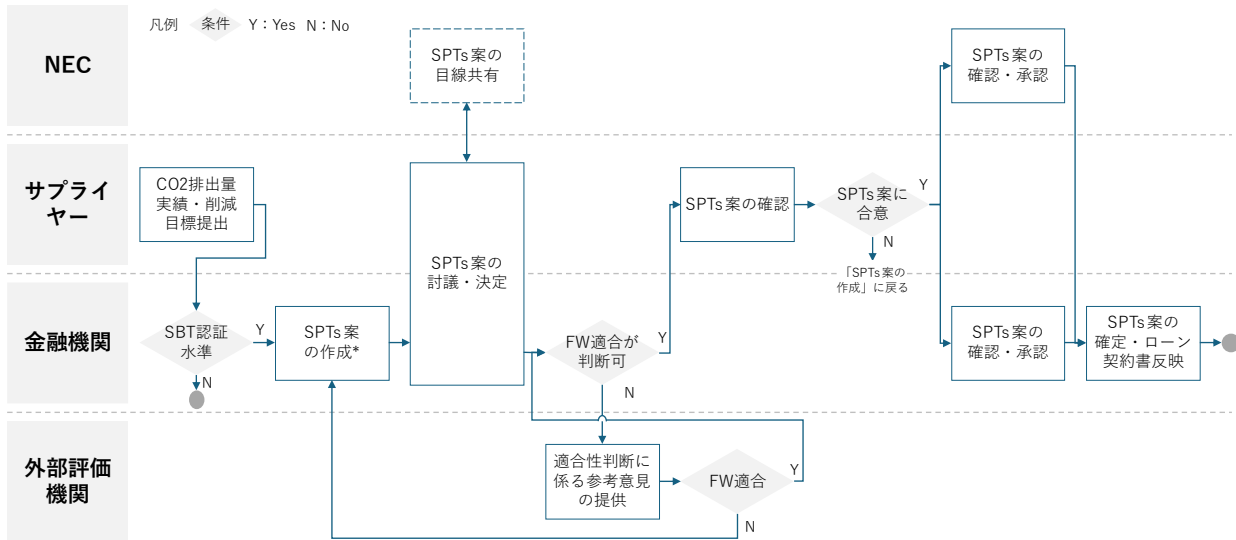 凡例 条件 Y：Yes N：No
NEC
SPTs案の
目線共有
SPTs案の
確認・承認
サプライ
ヤー
CO2排出量
実績・削減
目標提出
SPTs案の
討議・決定
SPTs案の確認
SPTs案に
合意
Y
N
「SPTs案の
作成」に戻る
金融機関
SBT認証
水準
Y
N
SPTs案
の作成*
FW適合が
判断可
Y
N
SPTs案の
確認・承認
SPTs案の
確定・ローン
契約書反映
外部評価
機関
適合性判断に
係る参考意見
の提供
FW適合
Y
N